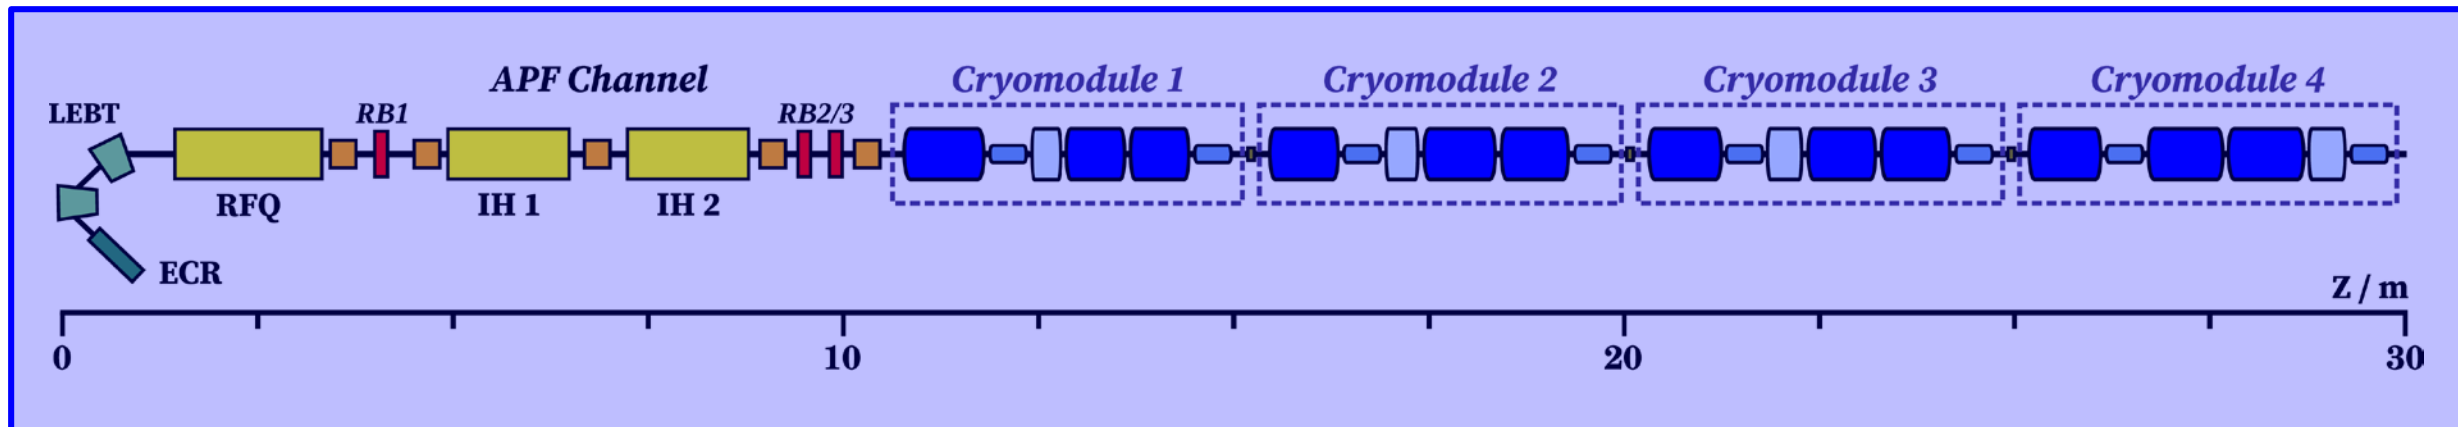 APF Channel
Cryomodule 1
Cryomodule 2
Cryomodule 3
Cryomodule 4
LEBT
RB1
RB2/3
RFQ
IH 1
IH 2
ECR
Z / m
0
10
20
30